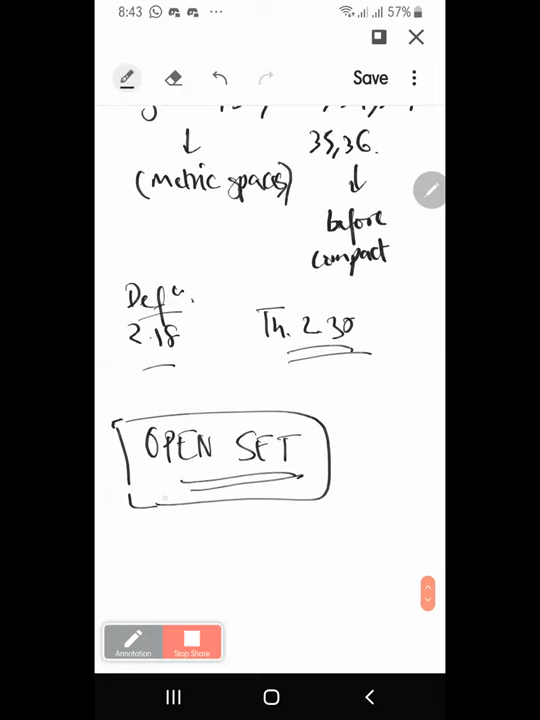 8:43 57%
Save
35,36.
↓ ↓
(metric spaces)
before
compact
Defn.
2.18
Th. 2.30
OPEN SET
Annotation Stop Share